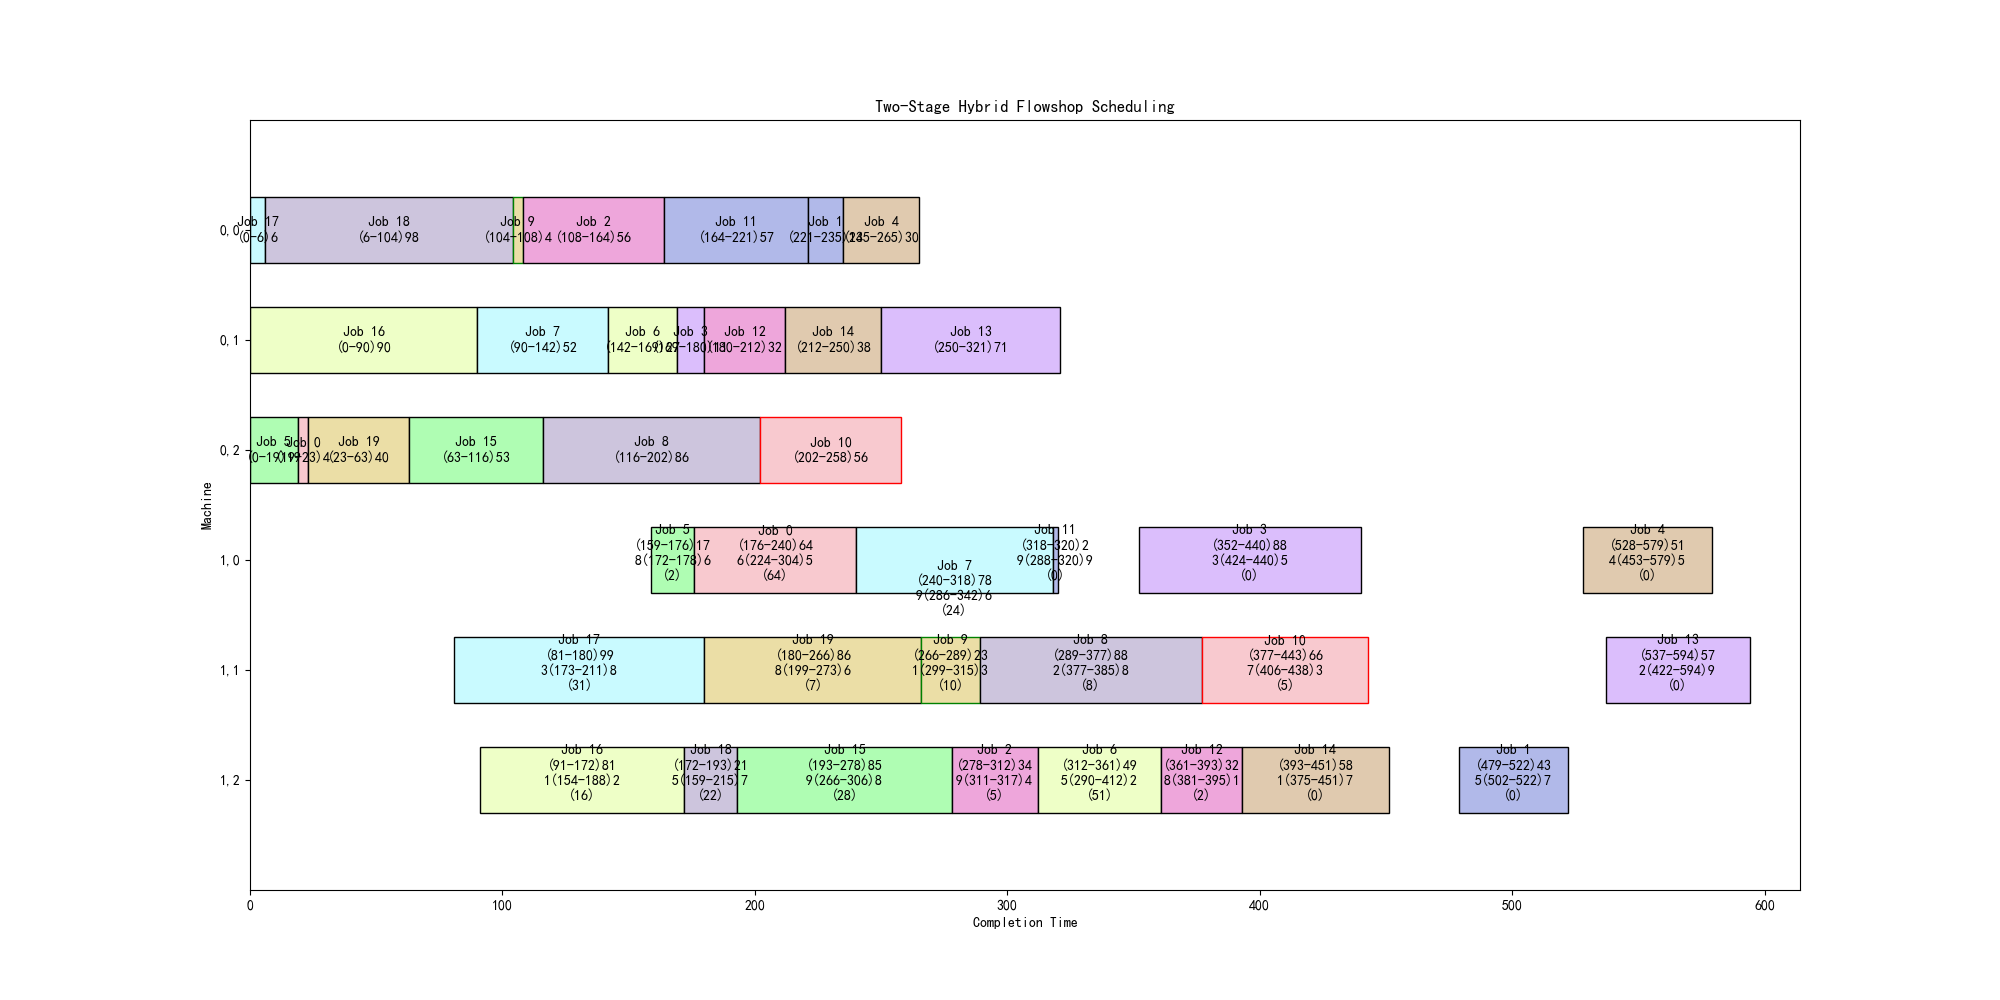 Two-Stage Hybrid Flowshop Scheduling
Machine
0,0
Job 17
(0-6)6
Job 18
(6-104)98
Job 9
(104-108)4
Job 2
(108-164)56
Job 11
(164-221)57
Job 1
(221-235)14
Job 4
(235-265)30
0,1
Job 16
(0-90)90
Job 7
(90-142)52
Job 6
(142-169)27
Job 3
(169-180)11
Job 12
(180-212)32
Job 14
(212-250)38
Job 13
(250-321)71
0,2
Job 5
(0-19)19
Job 0
(19-23)4
Job 19
(23-63)40
Job 15
(63-116)53
Job 8
(116-202)86
Job 10
(202-258)56
1,0
Job 5
(159-176)17
8(172-178)6
(2)
Job 0
(176-240)64
6(224-304)5
(64)
Job 7
(240-318)78
9(286-342)6
(24)
Job 11
(318-320)2
9(288-320)9
(0)
Job 3
(352-440)88
3(424-440)5
(0)
Job 4
(528-579)51
4(453-579)5
(0)
1,1
Job 17
(81-180)99
3(173-211)8
(31)
Job 19
(180-266)86
8(199-273)6
(7)
Job 9
(266-289)23
1(299-315)3
(10)
Job 8
(289-377)88
2(377-385)8
(8)
Job 10
(377-443)66
7(406-438)3
(5)
Job 13
(537-594)57
2(422-594)9
(0)
1,2
Job 16
(91-172)81
1(154-188)2
(16)
Job 18
(172-193)21
5(159-215)7
(22)
Job 15
(193-278)85
9(266-306)8
(28)
Job 2
(278-312)34
9(311-317)4
(5)
Job 6
(312-361)49
5(290-412)2
(51)
Job 12
(361-393)32
8(381-395)1
(2)
Job 14
(393-451)58
1(375-451)7
(0)
Job 1
(479-522)43
5(502-522)7
(0)
0
100
200
300
400
500
600
Completion Time